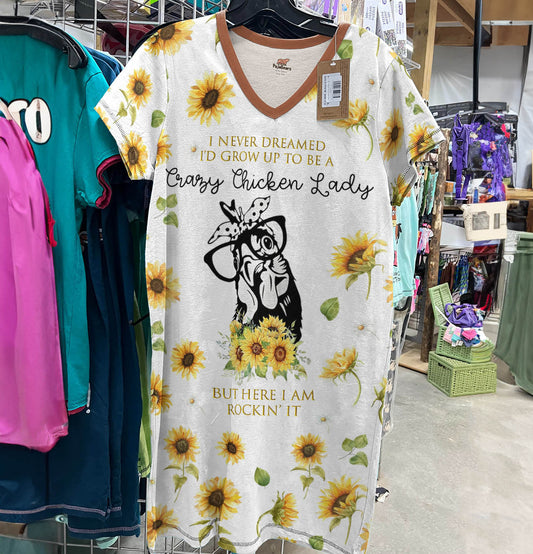 I NEVER DREAMED
I'D GROW UP TO BE A
Crazy Chicken Lady
BUT HERE I AM
ROCKIN' IT